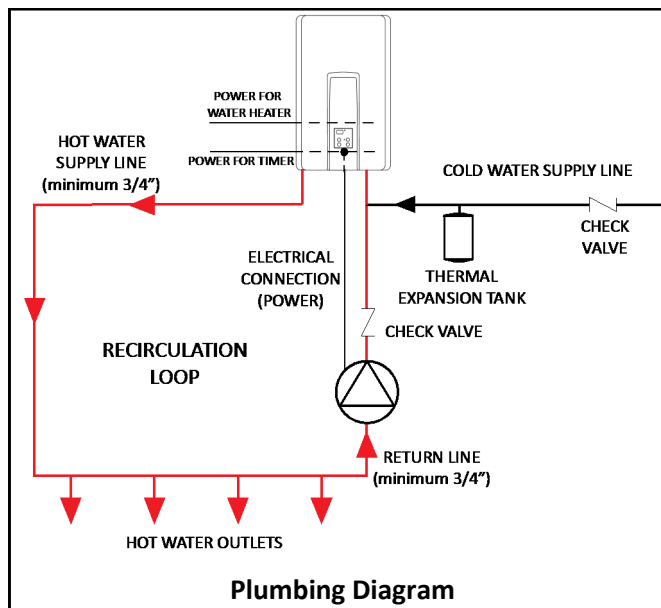 POWER FOR
WATER HEATER
POWER FOR TIMER
HOT WATER
SUPPLY LINE
(minimum 3/4″)
COLD WATER SUPPLY LINE
CHECK
VALVE
THERMAL
EXPANSION TANK
ELECTRICAL
CONNECTION
(POWER)
CHECK VALVE
RECIRCULATION
LOOP
RETURN LINE
(minimum 3/4″)
HOT WATER OUTLETS
Plumbing Diagram